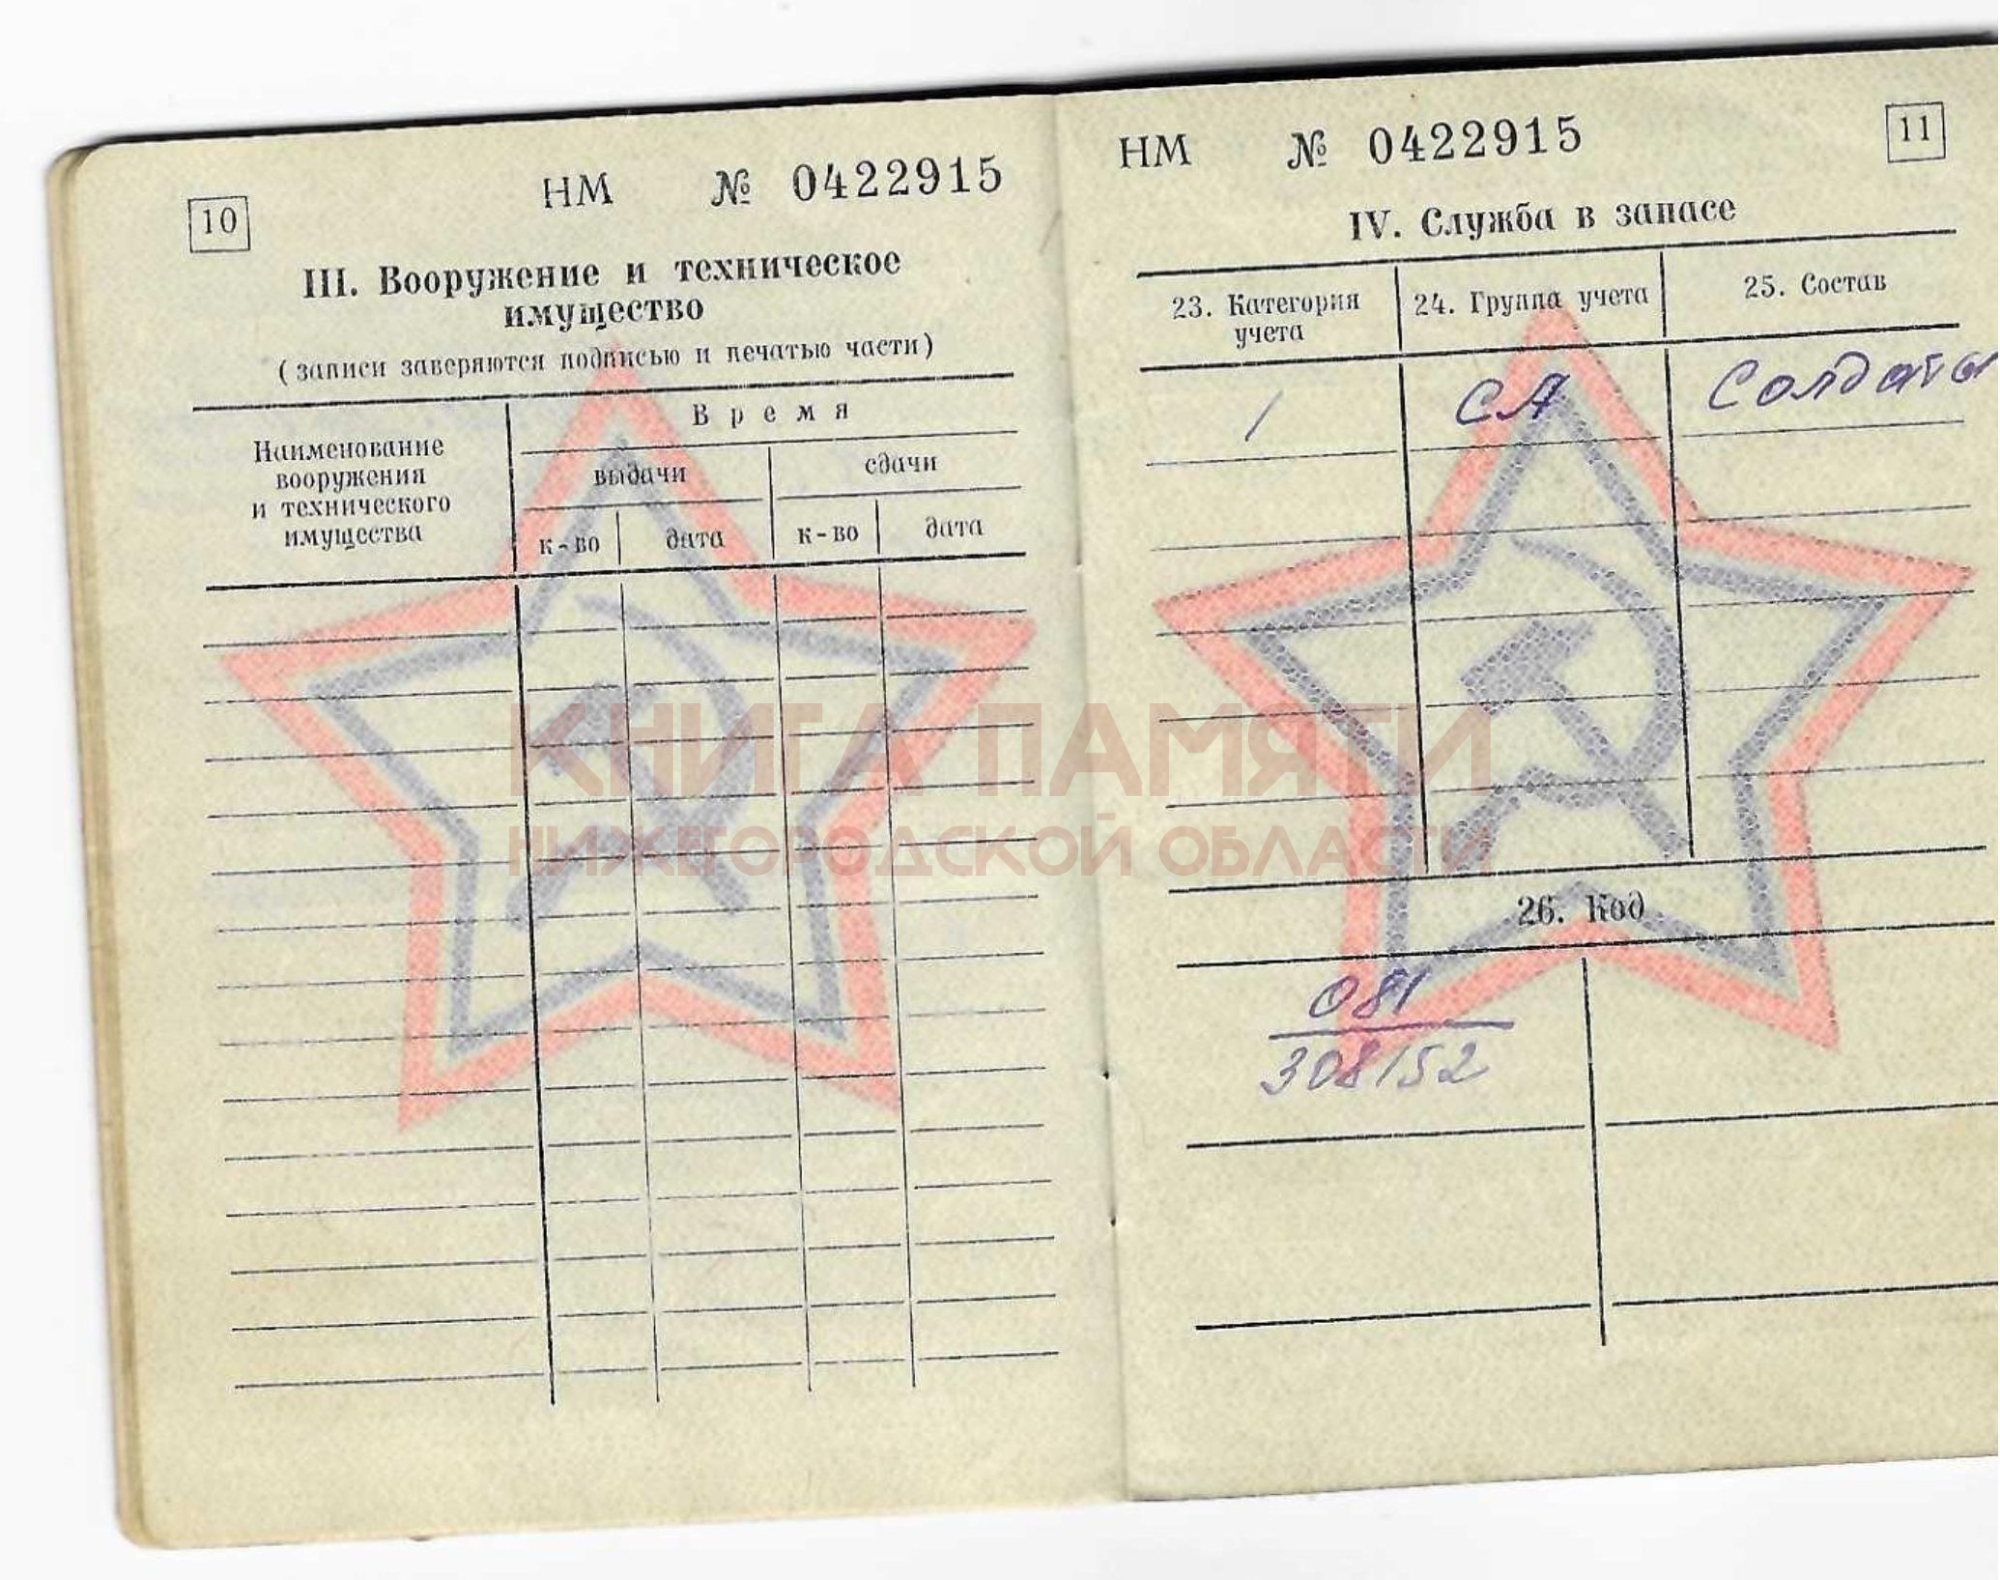 10
НМ № 0422915
III. Вооружение и техническое
имущество
(записи заверяются подписью и печатью части)
Наименование
вооружения
и технического
имущества
Время
выдачи
сдачи
к-во
дата
к-во
дата
НМ № 0422915
11
IV. Служба в запасе
23. Категория
учета
24. Группа учета
25. Состав
1
СА
Солдаты
26. Код
081
308152
КНИГА ПАМЯТИ
НИЖЕГОРОДСКОЙ ОБЛАСТИ